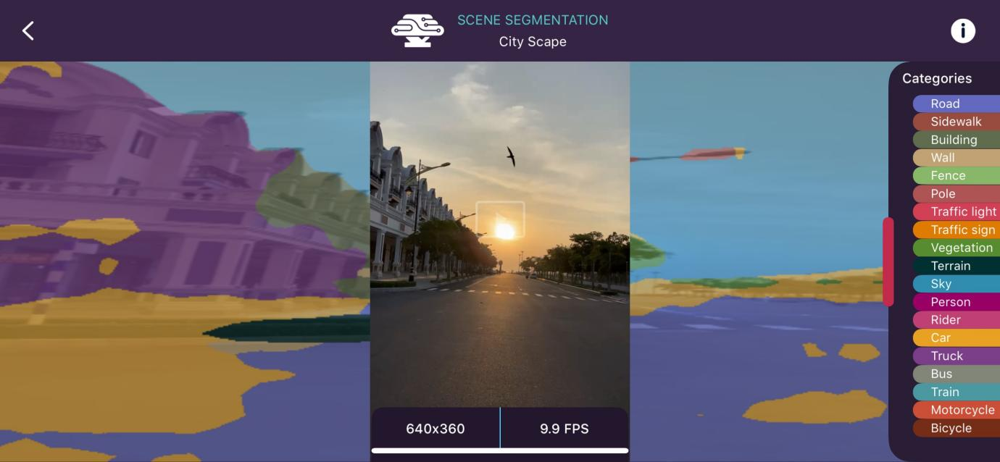 SCENE SEGMENTATION
City Scape
Categories
Road
Sidewalk
Building
Wall
Fence
Pole
Traffic light
Traffic sign
Vegetation
Terrain
Sky
Person
Rider
Car
Truck
Bus
Train
Motorcycle
Bicycle
640x360
9.9 FPS